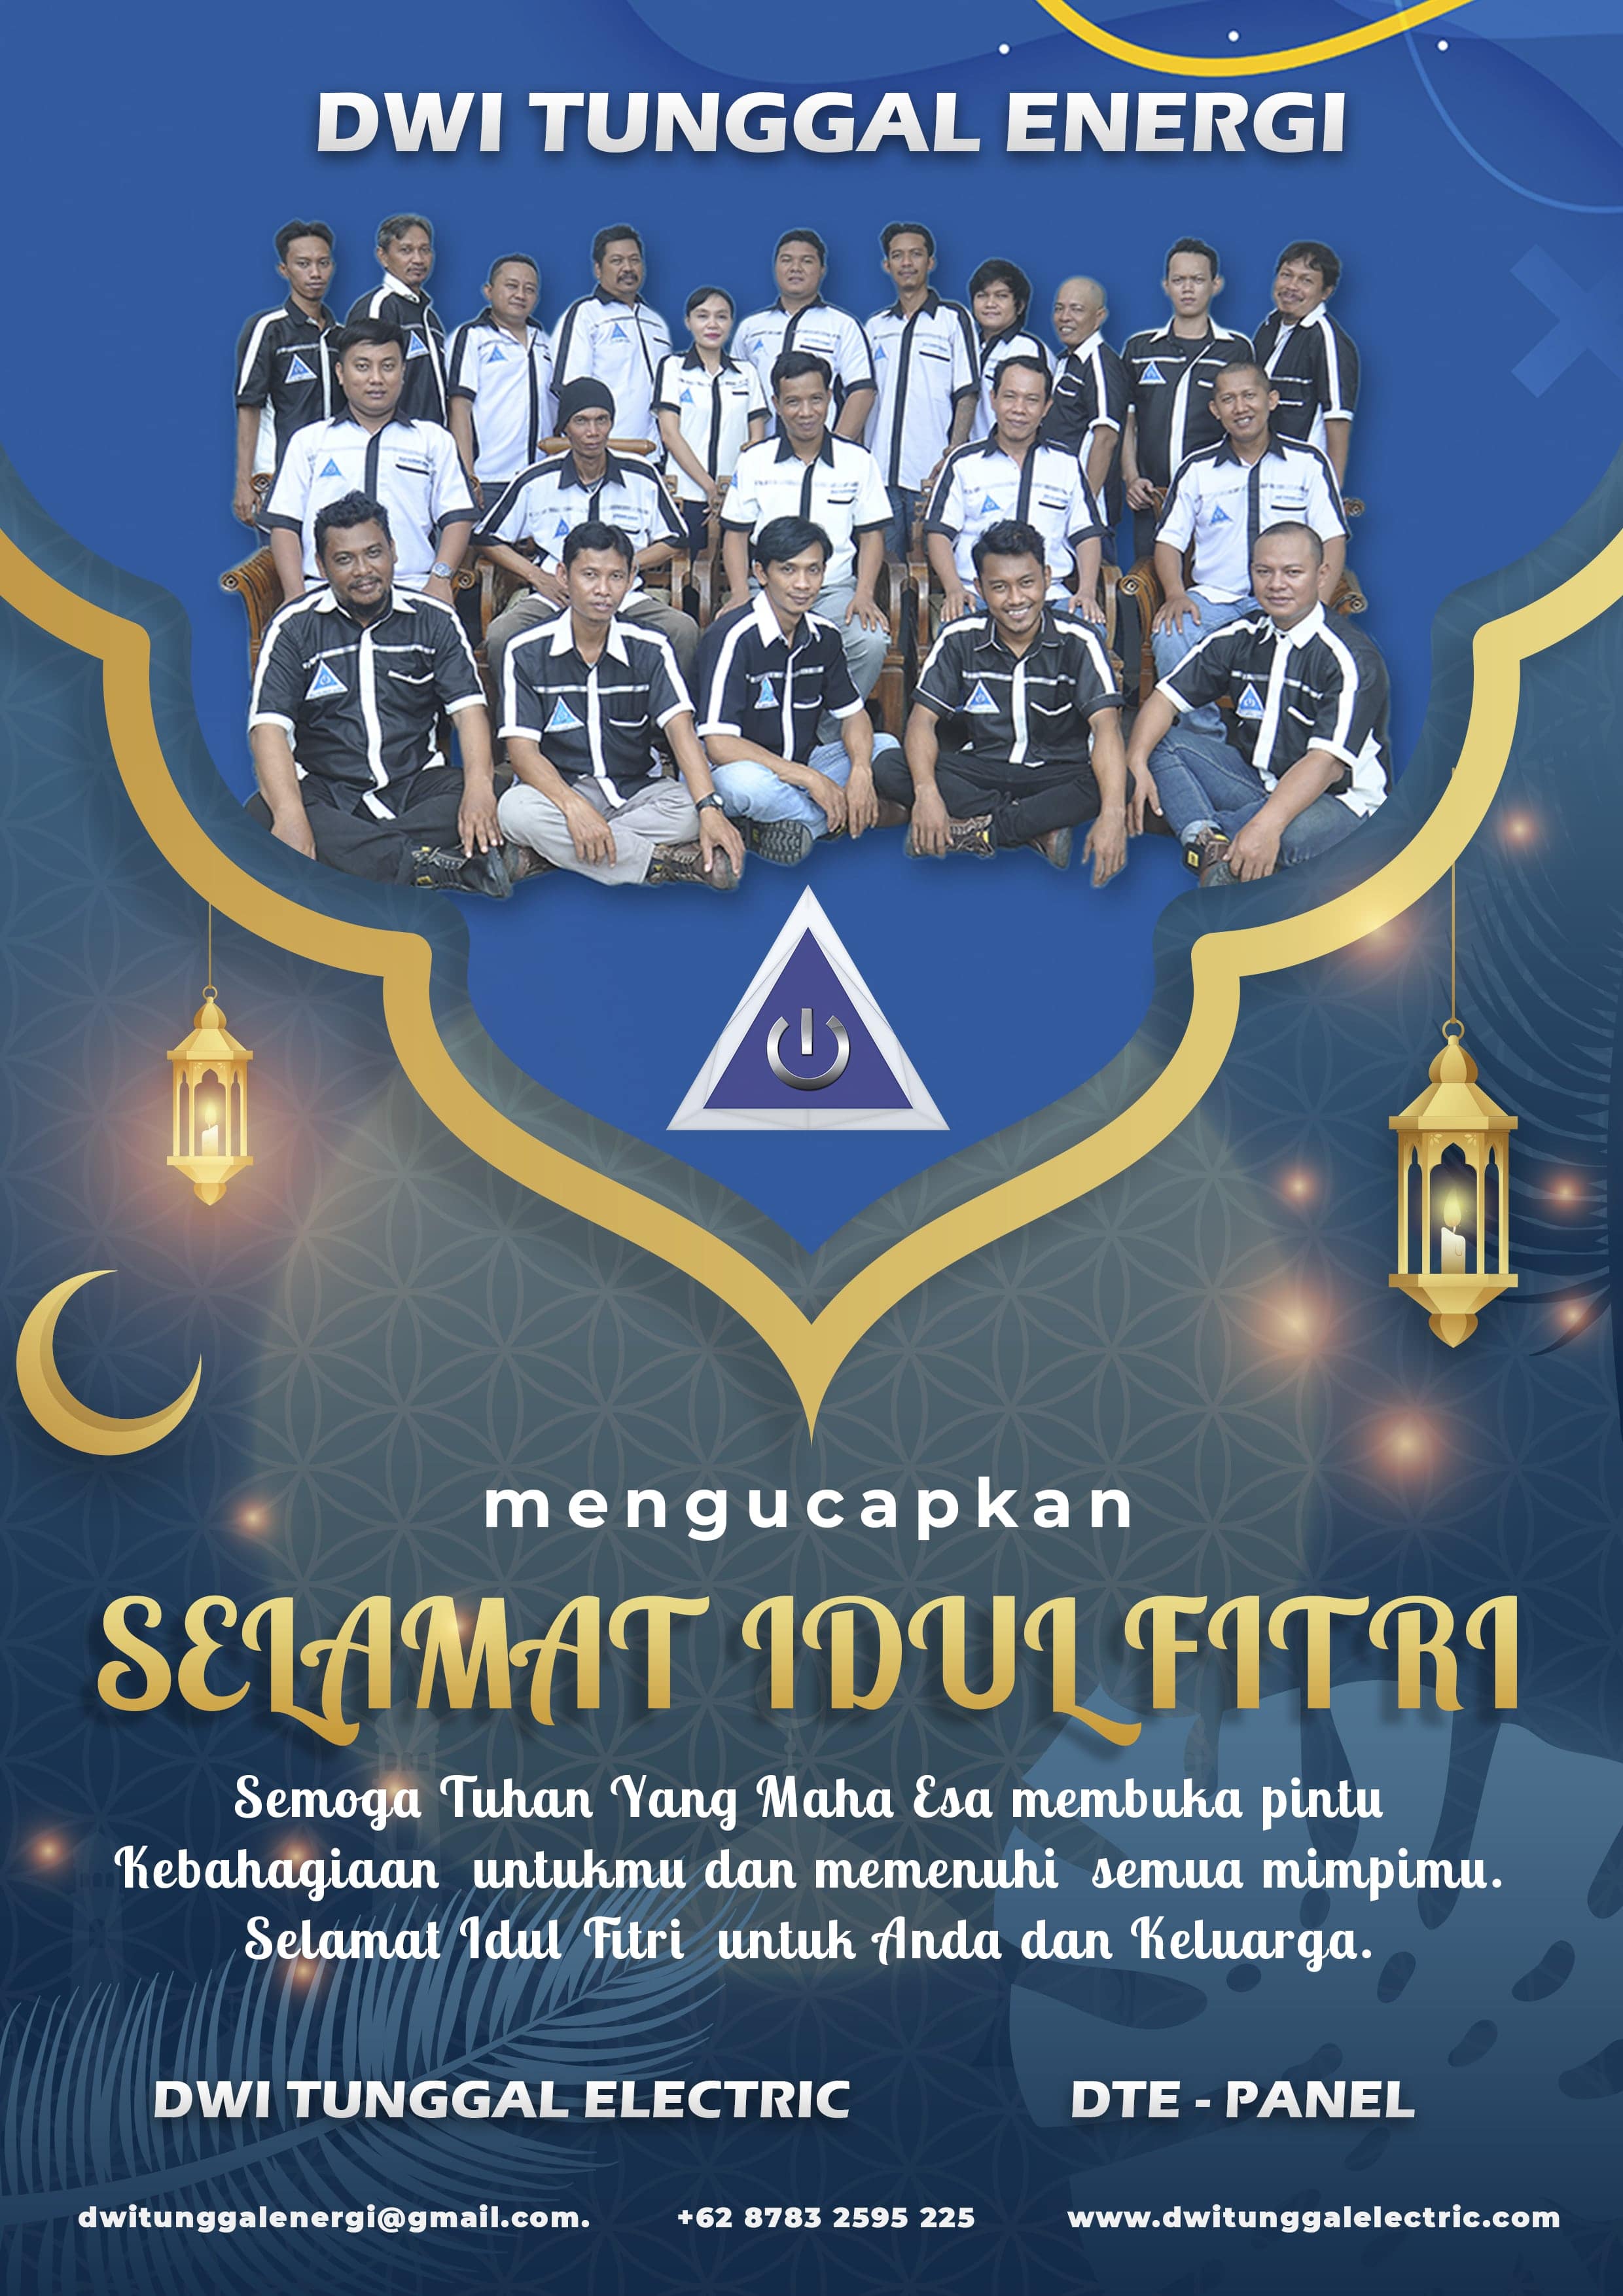 DWI TUNGGAL ENERGI
mengucapkan
SELAMAT IDUL FITRI
Semoga Tuhan Yang Maha Esa membuka pintu
Kebahagiaan untukmu dan memenuhi semua mimpimu.
Selamat Idul Fitri untuk Anda dan Keluarga.
DWI TUNGGAL ELECTRIC
DTE - PANEL
dwitunggalenergi@gmail.com.
+62 8783 2595 225
www.dwitunggalelectric.com